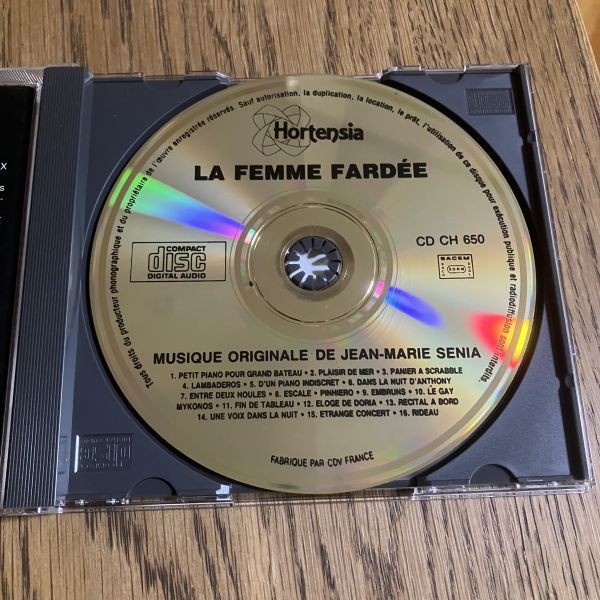 Tous droits du producteur phonographique et du propriétaire de l'œuvre enregistrée réservés. Sauf autorisation, la duplication, la location, le prêt, l'utilisation de ce disque pour exécution publique et radiodiffusion sont interdits.
Hortensia
LA FEMME FARDÉE
COMPACT
disc
DIGITAL AUDIO
CD CH 650
SACEM
SDRM
MUSIQUE ORIGINALE DE JEAN-MARIE SENIA
1. PETIT PIANO POUR GRAND BATEAU - 2. PLAISIR DE MER - 3. PANIER A SCRABBLE
4. LAMBADEROS - 5. D'UN PIANO INDISCRET - 6. DANS LA NUIT D'ANTHONY
7. ENTRE DEUX HOULES - 8. ESCALE - PINHIERO - 9. EMBRUNS - 10. LE GAY
MYKONOS - 11. FIN DE TABLEAU - 12. ELOGE DE DORIA - 13. RECITAL A BORD
14. UNE VOIX DANS LA NUIT - 15. ETRANGE CONCERT - 16. RIDEAU
FABRIQUE PAR CDV FRANCE